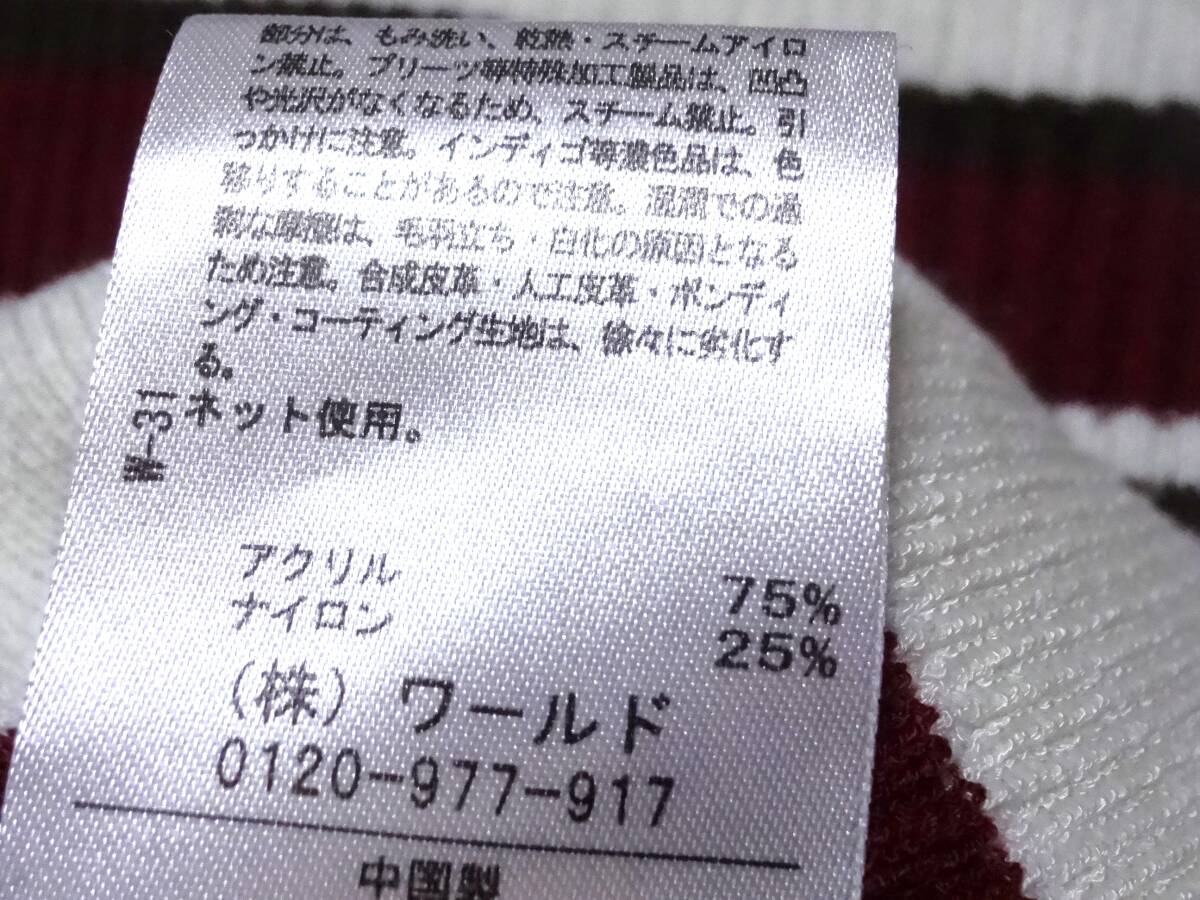 部分は、もみ洗い、乾熱・スチームアイロ
ン禁止。プリーツ等特殊加工製品は、凹凸
や光沢がなくなるため、スチーム禁止。引
っかけに注意。インディゴ等濃色品は、色
移りすることがあるので注意。湿潤での過
剰な摩擦は、毛羽立ち・白化の原因となる
ため注意。合成皮革・人工皮革・ボンディ
ング・コーティング生地は、徐々に劣化す
る。
ネット使用。
W-31
アクリル 75%
ナイロン 25%
(株) ワールド
0120-977-917
中国製